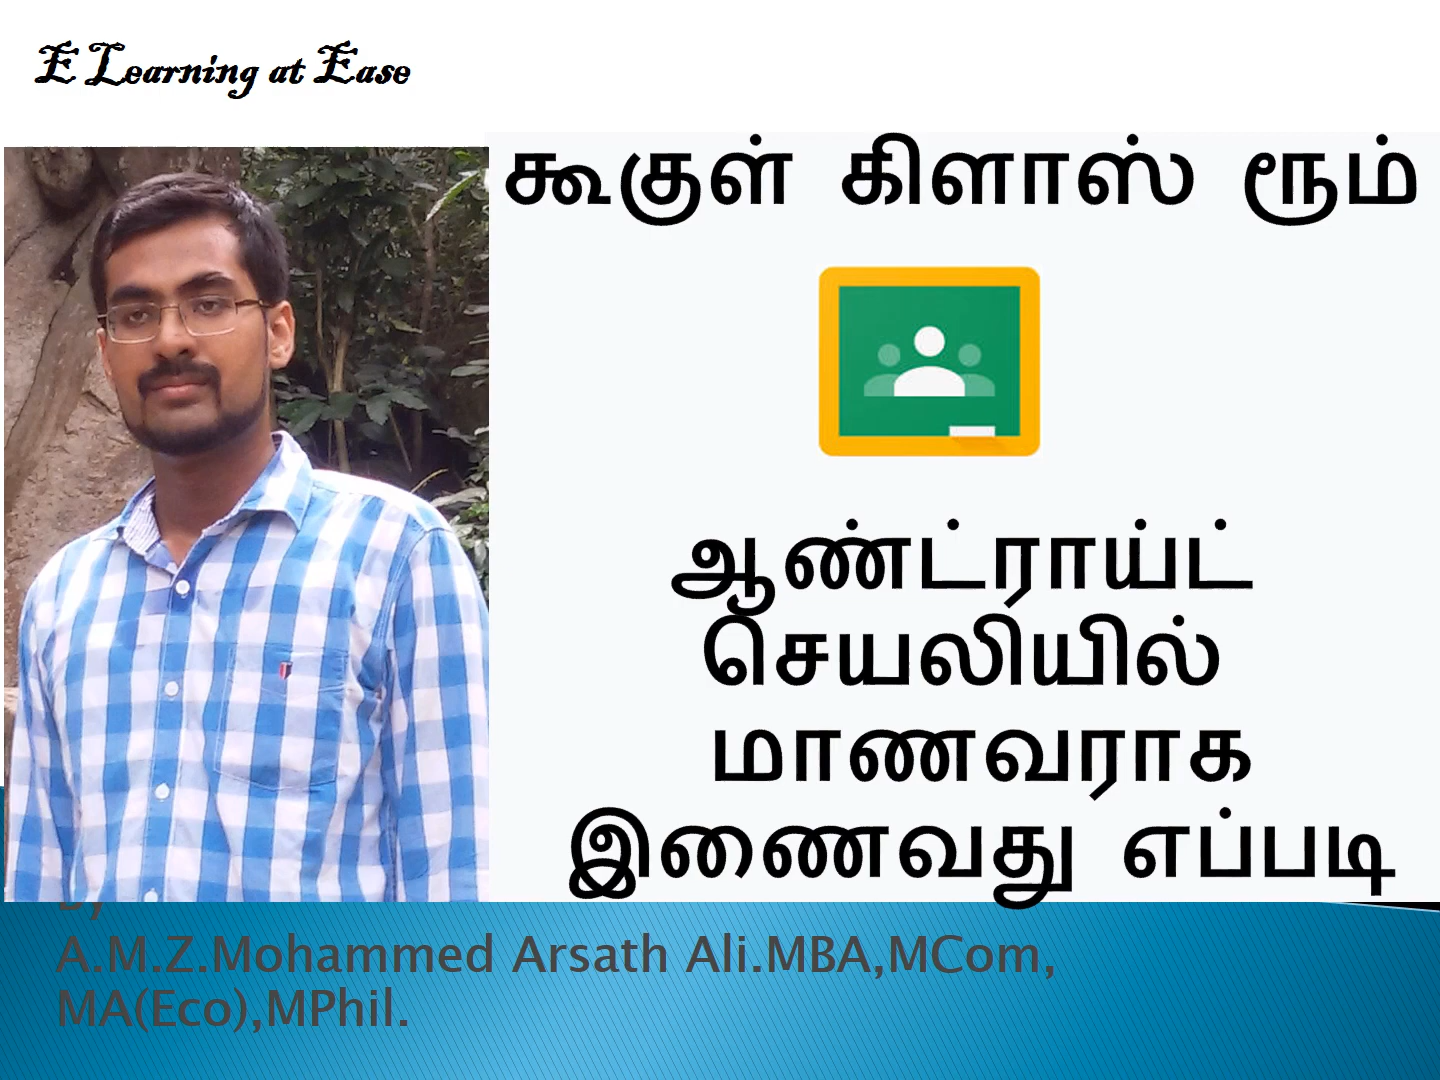 E Learning at Ease
கூகுள் கிளாஸ் ரூம்
ஆண்ட்ராய்ட்
செயலியில்
மாணவராக
இணைவது எப்படி
A.M.Z.Mohammed Arsath Ali.MBA,MCom,
MA(Eco),MPhil.